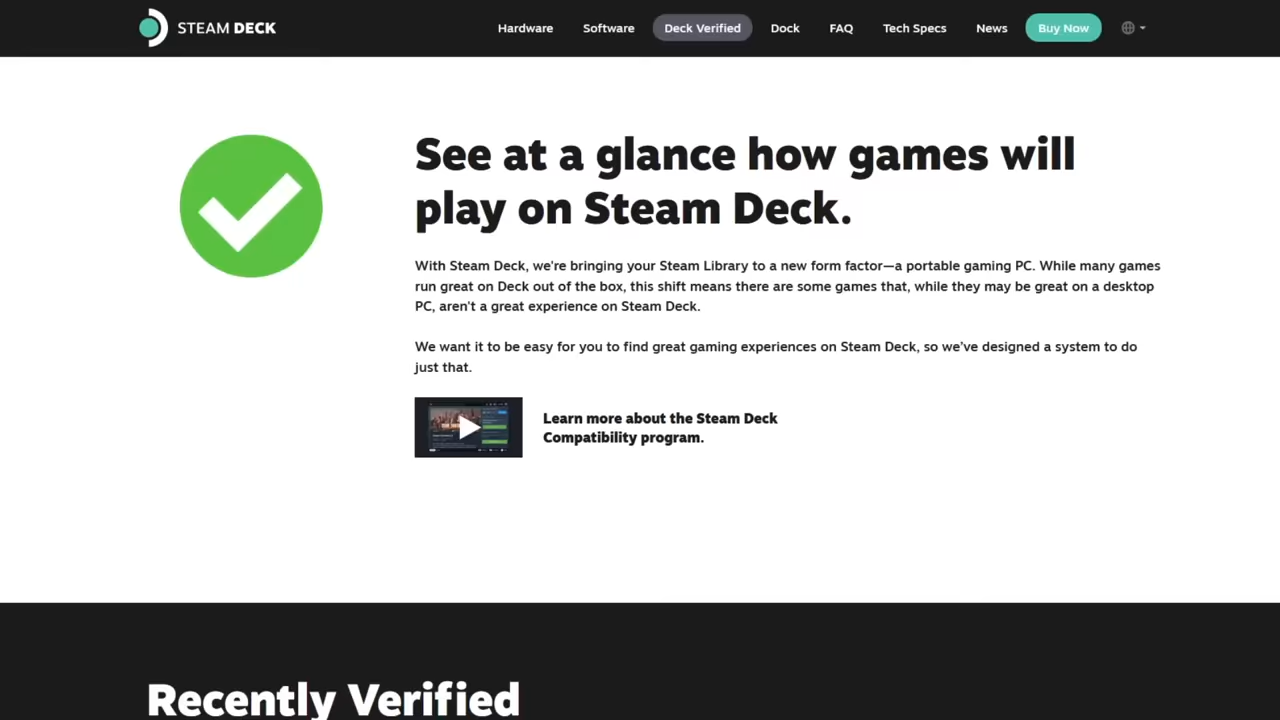 STEAM DECK
Hardware
Software
Deck Verified
Dock
FAQ
Tech Specs
News
Buy Now
See at a glance how games will
play on Steam Deck.
With Steam Deck, we're bringing your Steam Library to a new form factor—a portable gaming PC. While many games
run great on Deck out of the box, this shift means there are some games that, while they may be great on a desktop
PC, aren't a great experience on Steam Deck.
We want it to be easy for you to find great gaming experiences on Steam Deck, so we've designed a system to do
just that.
Learn more about the Steam Deck
Compatibility program.
Recently Verified